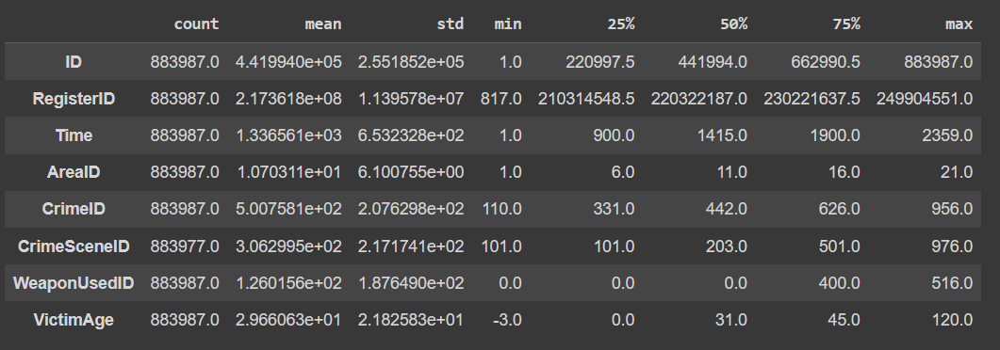 count mean std min 25% 50% 75% max
ID 883987.0 4.419940e+05 2.551852e+05 1.0 220997.5 441994.0 662990.5 883987.0
RegisterID 883987.0 2.173618e+08 1.139578e+07 817.0 210314548.5 220322187.0 230221637.5 249904551.0
Time 883987.0 1.336561e+03 6.532328e+02 1.0 900.0 1415.0 1900.0 2359.0
AreaID 883987.0 1.070311e+01 6.100755e+00 1.0 6.0 11.0 16.0 21.0
CrimeID 883987.0 5.007581e+02 2.076298e+02 110.0 331.0 442.0 626.0 956.0
CrimeSceneID 883977.0 3.062995e+02 2.171741e+02 101.0 101.0 203.0 501.0 976.0
WeaponUsedID 883987.0 1.260156e+02 1.876490e+02 0.0 0.0 0.0 400.0 516.0
VictimAge 883987.0 2.966063e+01 2.182583e+01 -3.0 0.0 31.0 45.0 120.0